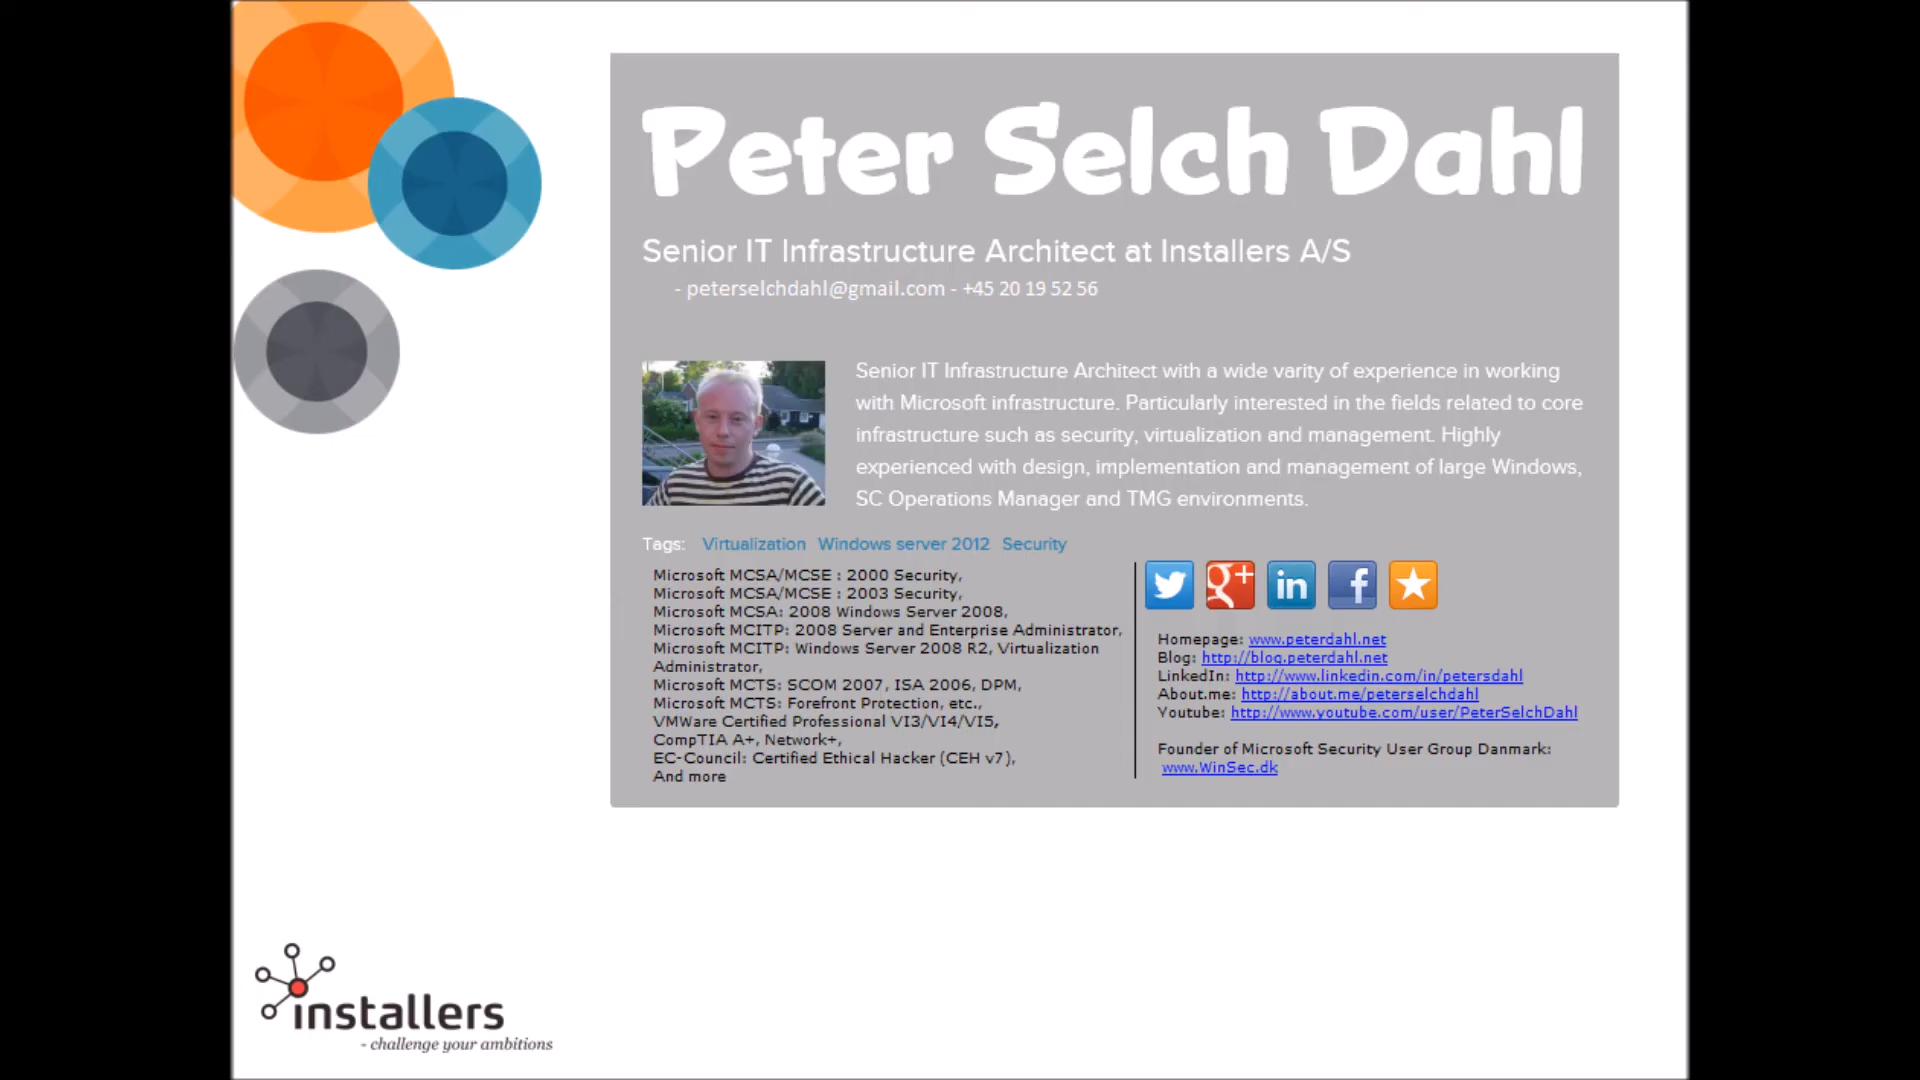 Peter Selch Dahl
Senior IT Infrastructure Architect at Installers A/S
- peterselchdahl@gmail.com - +45 20 19 52 56
Senior IT Infrastructure Architect with a wide varity of experience in working
with Microsoft infrastructure. Particularly interested in the fields related to core
infrastructure such as security, virtualization and management. Highly
experienced with design, implementation and management of large Windows,
SC Operations Manager and TMG environments.
Tags: Virtualization Windows server 2012 Security
Microsoft MCSA/MCSE : 2000 Security,
Microsoft MCSA/MCSE : 2003 Security,
Microsoft MCSA: 2008 Windows Server 2008,
Microsoft MCITP: 2008 Server and Enterprise Administrator,
Microsoft MCITP: Windows Server 2008 R2, Virtualization
Administrator,
Microsoft MCTS: SCOM 2007, ISA 2006, DPM,
Microsoft MCTS: Forefront Protection, etc.,
VMWare Certified Professional VI3/VI4/VI5,
CompTIA A+, Network+,
EC-Council: Certified Ethical Hacker (CEH v7),
And more
g+ in f
Homepage: www.peterdahl.net
Blog: http://blog.peterdahl.net
LinkedIn: http://www.linkedin.com/in/petersdahl
About.me: http://about.me/peterselchdahl
Youtube: http://www.youtube.com/user/PeterSelchDahl
Founder of Microsoft Security User Group Danmark:
www.WinSec.dk
installers
- challenge your ambitions